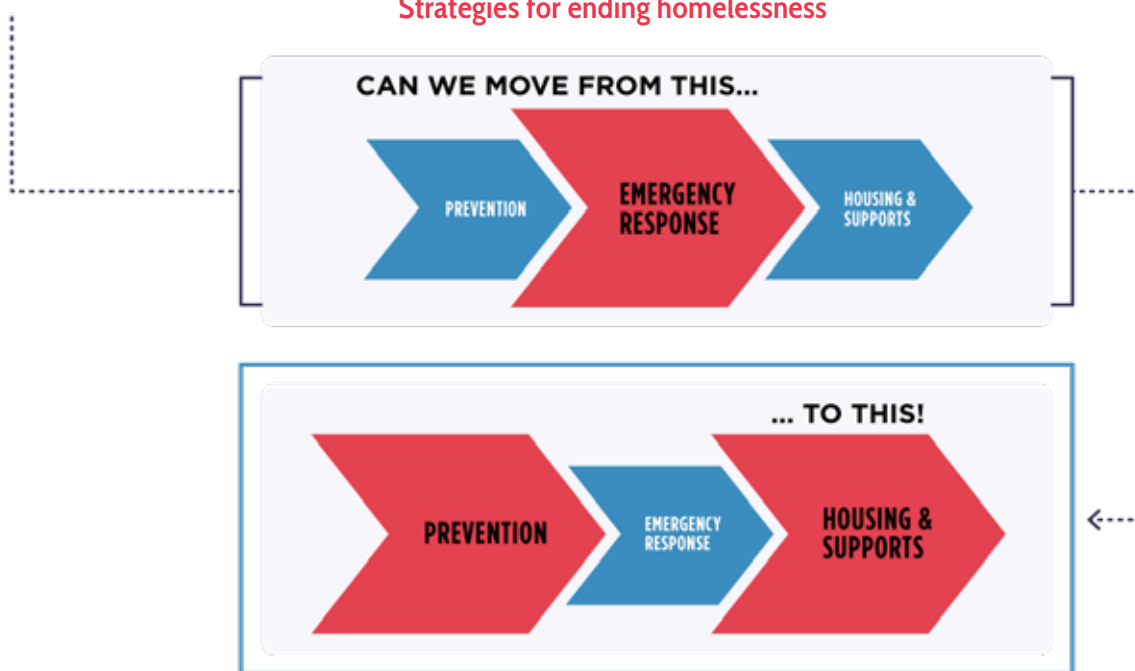 Strategies for ending homelessness
CAN WE MOVE FROM THIS...
PREVENTION
EMERGENCY
RESPONSE
HOUSING &
SUPPORTS
... TO THIS!
PREVENTION
EMERGENCY
RESPONSE
HOUSING &
SUPPORTS